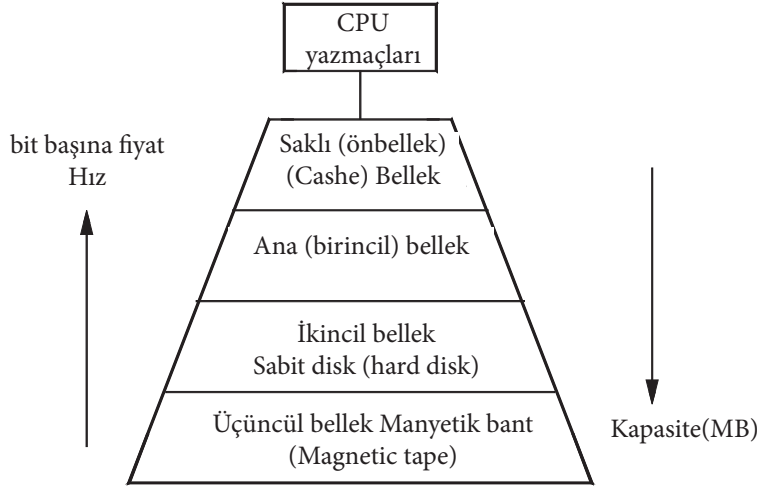 CPU
yazmaçları
bit başına fiyat
Hız
Saklı (önbellek)
(Cashe) Bellek
Ana (birincil) bellek
İkincil bellek
Sabit disk (hard disk)
Üçüncül bellek Manyetik bant
(Magnetic tape)
Kapasite(MB)